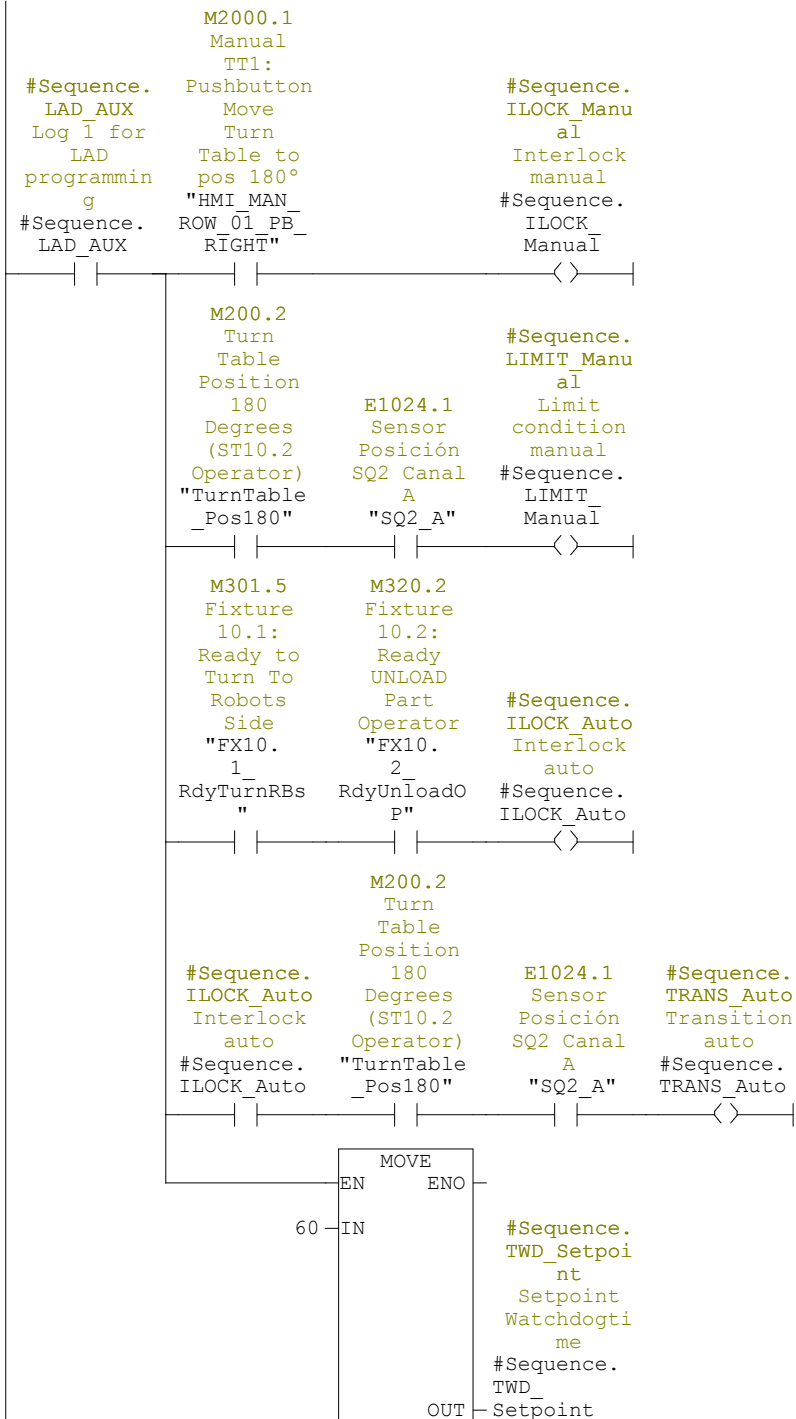 M2000.1
Manual
TT1:
#Sequence. Pushbutton #Sequence.
LAD_AUX Move ILOCK_Manu
Log 1 for Turn al
LAD Table to Interlock
programmin pos 180° manual
g "HMI_MAN_ #Sequence.
#Sequence. ROW_01_PB_ ILOCK_
LAD_AUX RIGHT" Manual
M200.2
Turn #Sequence.
Table LIMIT_Manu
Position al
180 E1024.1 Limit
Degrees Sensor condition
(ST10.2 Posición manual
Operator) SQ2 Canal #Sequence.
"TurnTable A LIMIT_
_Pos180" "SQ2_A" Manual
M301.5 M320.2
Fixture Fixture
10.1: 10.2:
Ready to Ready
Turn To UNLOAD
Robots Part #Sequence.
Side Operator ILOCK_Auto
"FX10. "FX10. Interlock
1_ 2_ auto
RdyTurnRBs RdyUnloadO #Sequence.
" P" ILOCK_Auto
M200.2
Turn
Table
Position
#Sequence. 180 E1024.1 #Sequence.
ILOCK_Auto Degrees Sensor TRANS_Auto
Interlock (ST10.2 Posición Transition
auto Operator) SQ2 Canal auto
#Sequence. "TurnTable A #Sequence.
ILOCK_Auto _Pos180" "SQ2_A" TRANS_Auto
MOVE
EN ENO
60 IN #Sequence.
TWD_Setpoi
nt
Setpoint
Watchdogti
me
#Sequence.
TWD_
OUT Setpoint